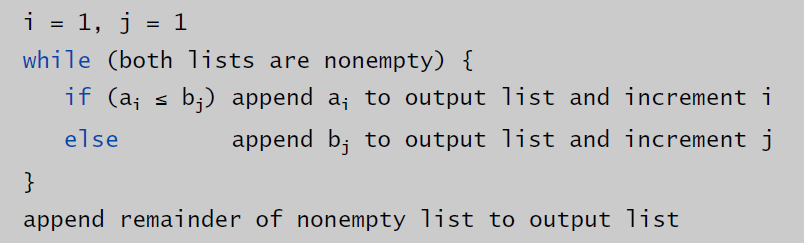 i = 1, j = 1
while (both lists are nonempty) {
if (aᵢ ≤ bⱼ) append aᵢ to output list and increment i
else append bⱼ to output list and increment j
}
append remainder of nonempty list to output list